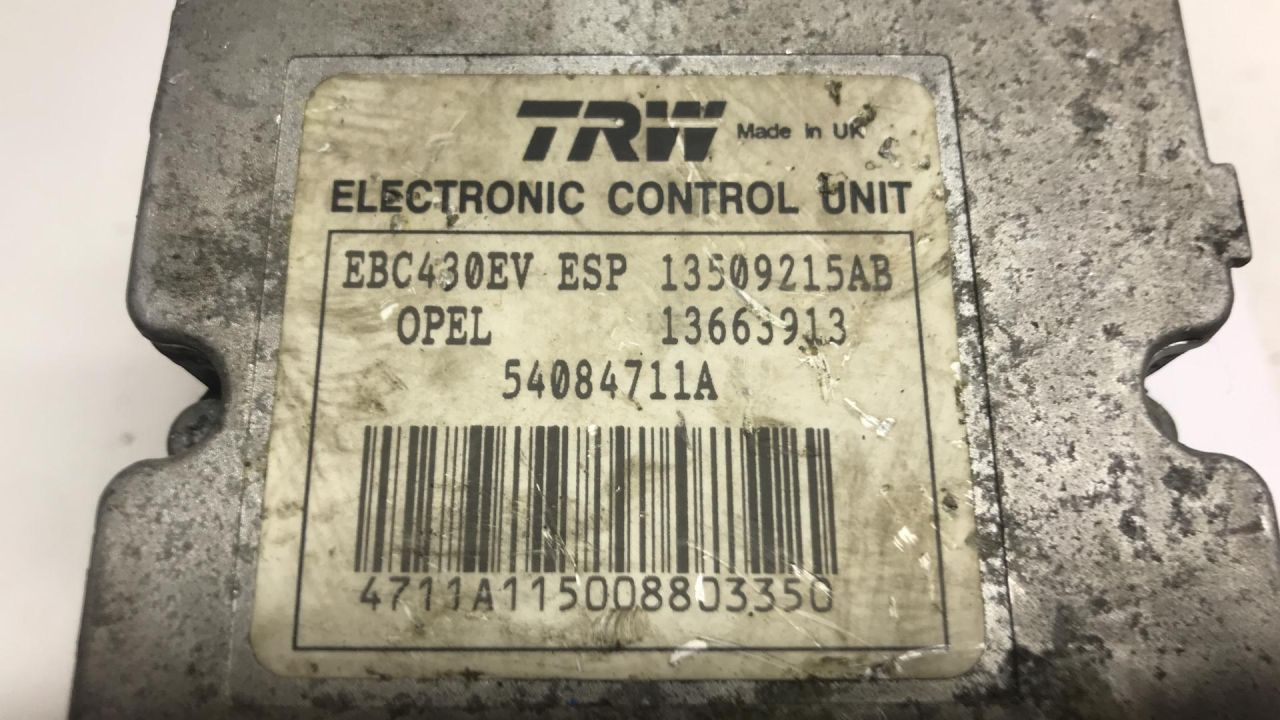 TRW Made in UK
ELECTRONIC CONTROL UNIT
EBC430EV ESP 13509215AB
OPEL 13663913
54084711A
4711A115008803350